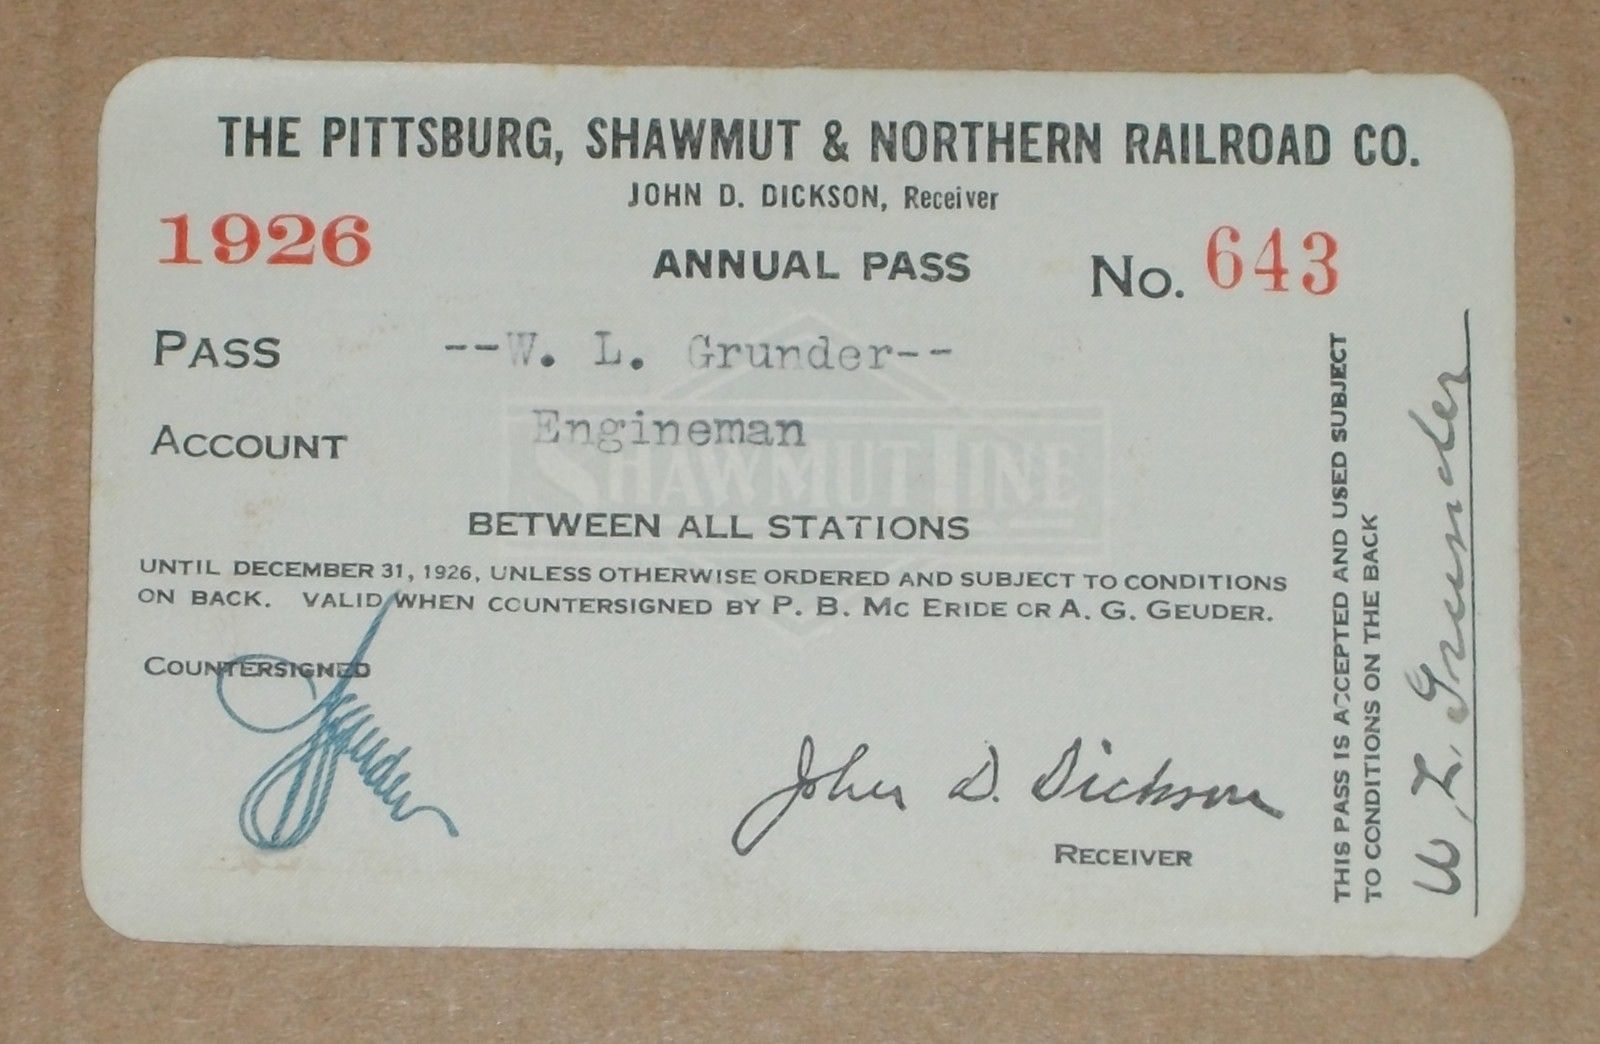 THE PITTSBURG, SHAWMUT & NORTHERN RAILROAD CO.
JOHN D. DICKSON, Receiver
1926
ANNUAL PASS
No. 643
PASS --W. L. Grunder--
ACCOUNT Engineman
SHAWMUT LINE
BETWEEN ALL STATIONS
UNTIL DECEMBER 31, 1926, UNLESS OTHERWISE ORDERED AND SUBJECT TO CONDITIONS
ON BACK. VALID WHEN COUNTERSIGNED BY P. B. MC BRIDE OR A. G. GEUDER.
COUNTERSIGNED
A G Geuder
John D. Dickson
RECEIVER
THIS PASS IS ACCEPTED AND USED SUBJECT
TO CONDITIONS ON THE BACK
W. L. Grunder